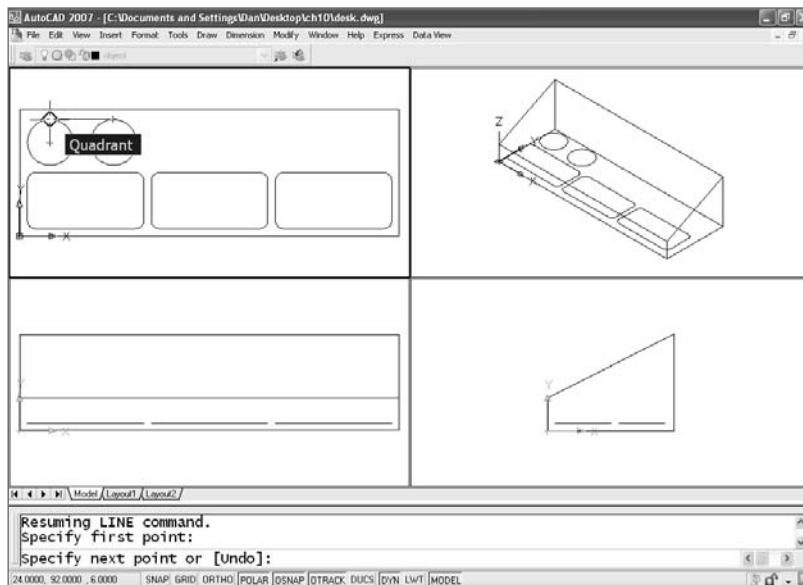 AutoCAD 2007 - [C:\Documents and Settings\Dan\Desktop\ch10\desk.dwg]
File Edit View Insert Format Tools Draw Dimension Modify Window Help Express Data View
object
Quadrant
Y
X
Z
Y
X
Y
X
Y
X
Model Layout1 Layout2
Resuming LINE command.
Specify first point:
Specify next point or [Undo]:
24.0000, 92.0000 , 6.0000 SNAP GRID ORTHO POLAR OSNAP OTRACK DUCS DYN LWT MODEL